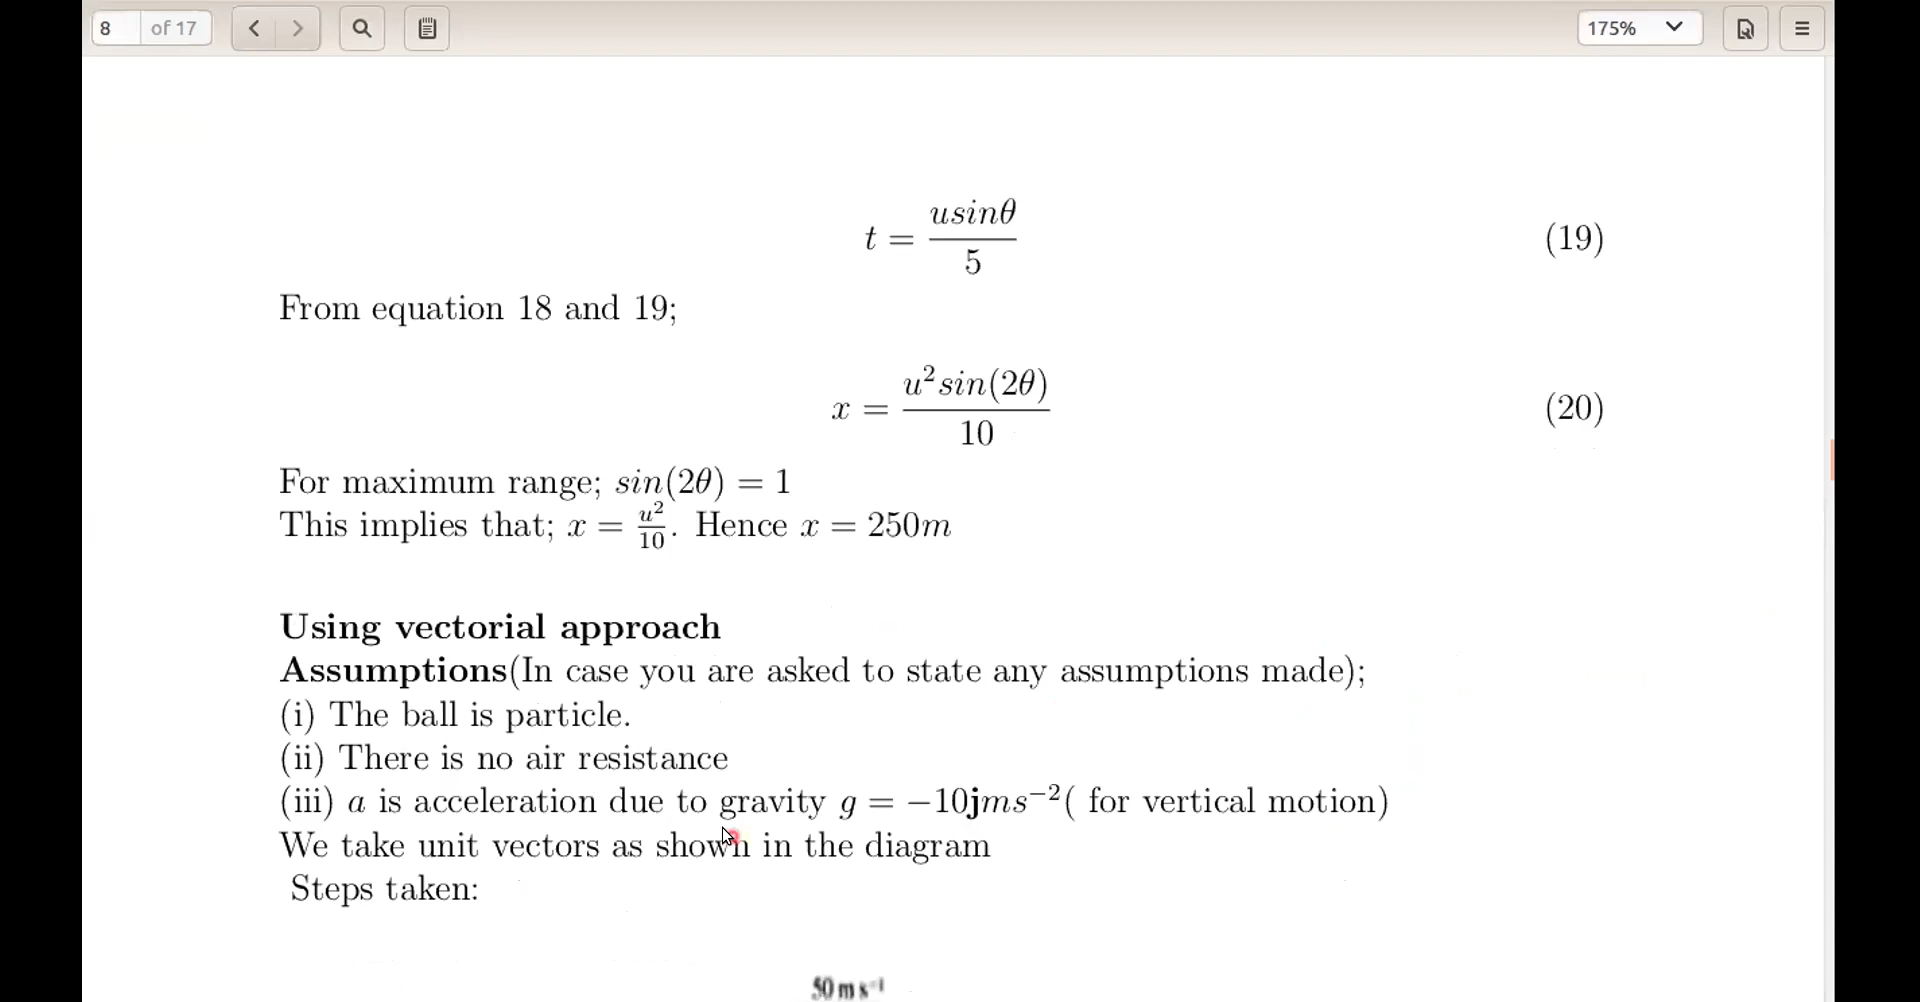 8 of 17 175%
t = usinθ/5 (19)
From equation 18 and 19;
x = u²sin(2θ)/10 (20)
For maximum range; sin(2θ) = 1
This implies that; x = u²/10. Hence x = 250m
Using vectorial approach
Assumptions(In case you are asked to state any assumptions made);
(i) The ball is particle.
(ii) There is no air resistance
(iii) a is acceleration due to gravity g = −10jms⁻²( for vertical motion)
We take unit vectors as shown in the diagram
Steps taken:
50 m s⁻¹